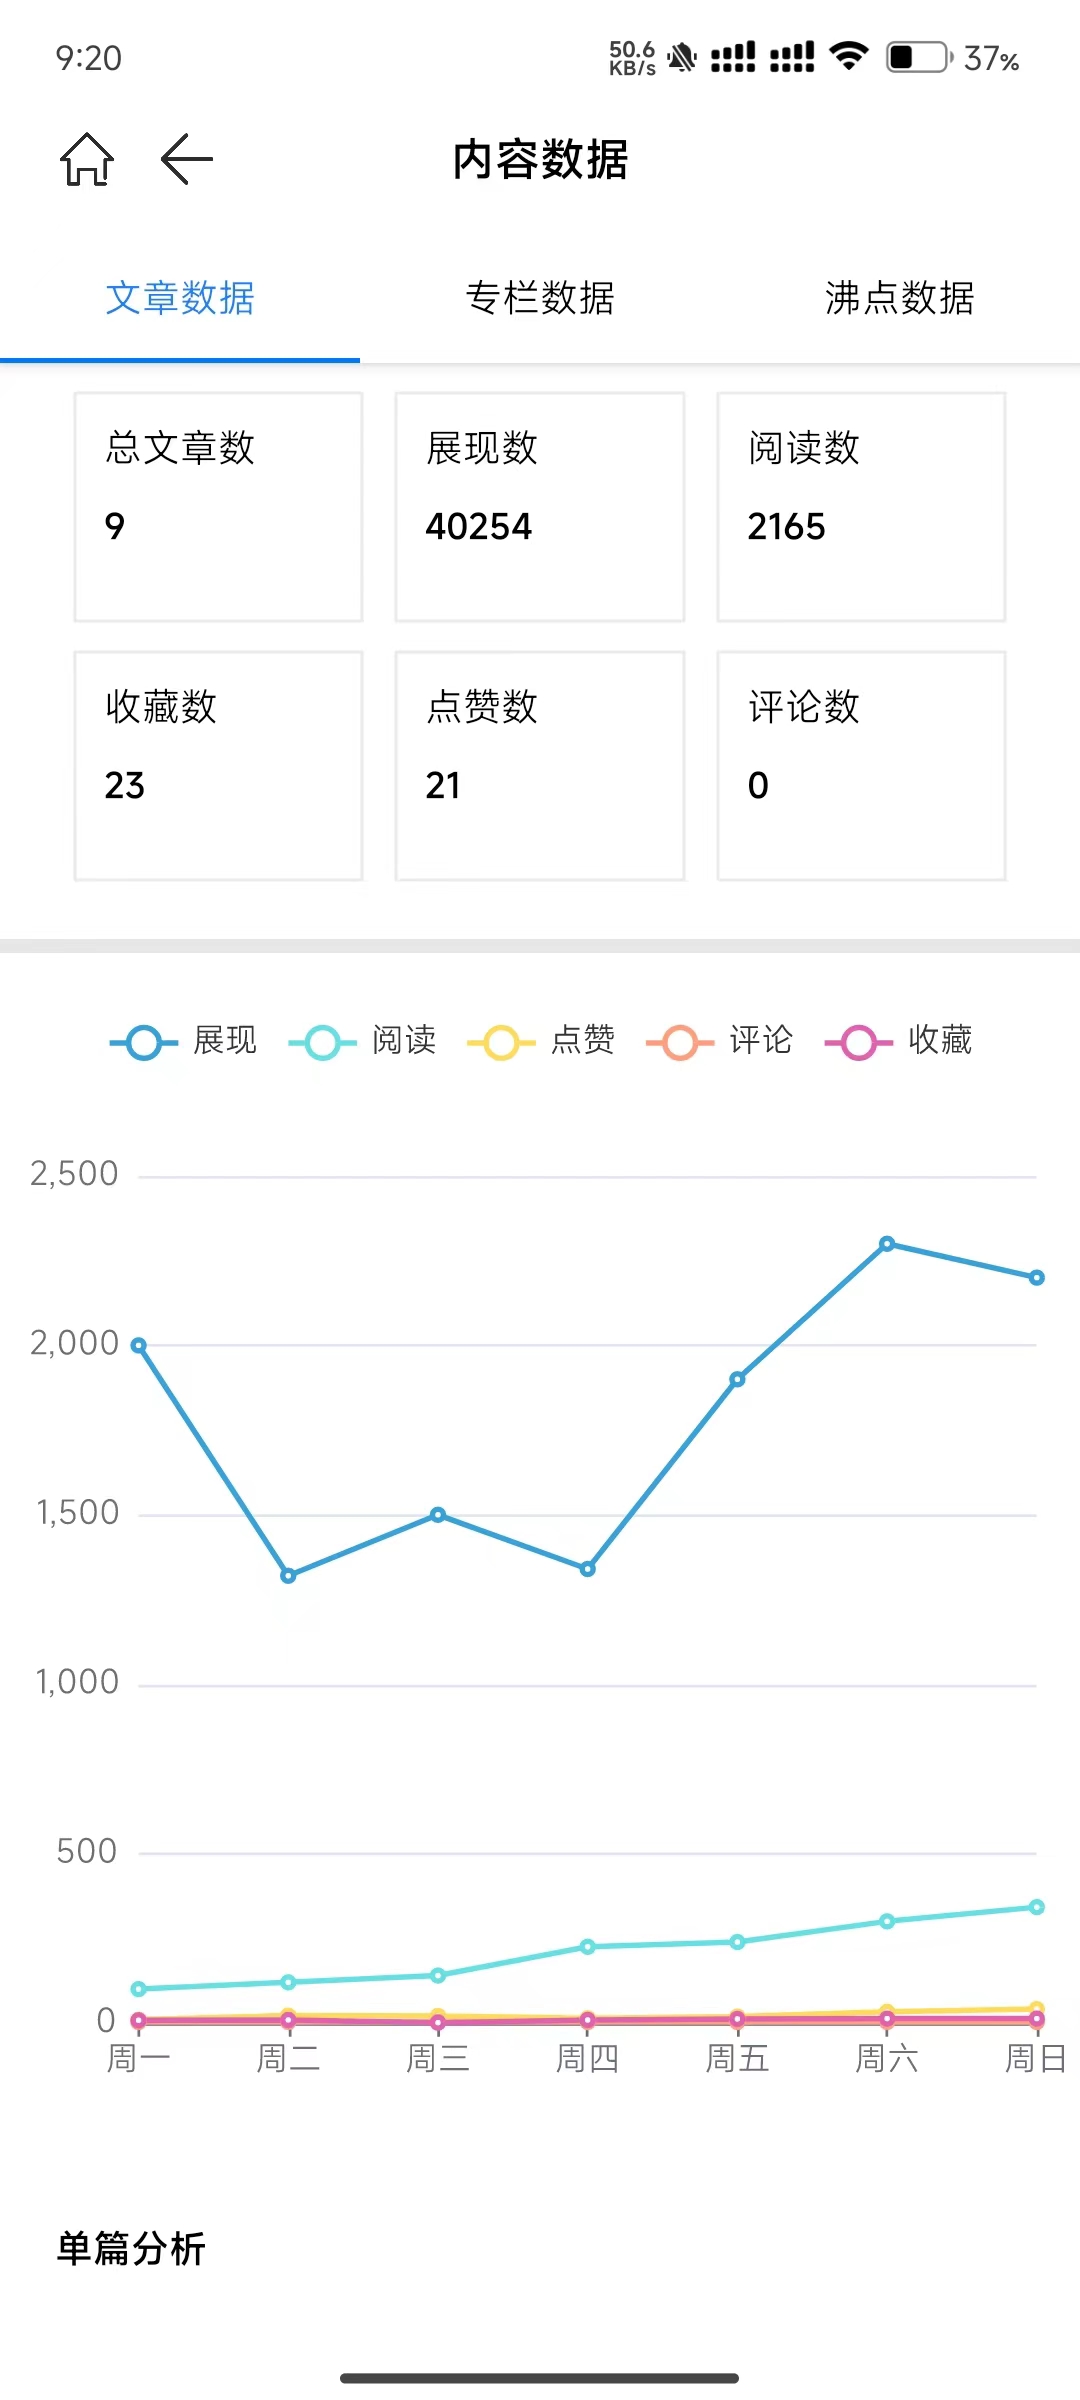 9:20 50.6 KB/s 37%
内容数据
文章数据 专栏数据 沸点数据
总文章数 展现数 阅读数
9 40254 2165
收藏数 点赞数 评论数
23 21 0
展现 阅读 点赞 评论 收藏
2,500
2,000
1,500
1,000
500
0
周一 周二 周三 周四 周五 周六 周日
单篇分析